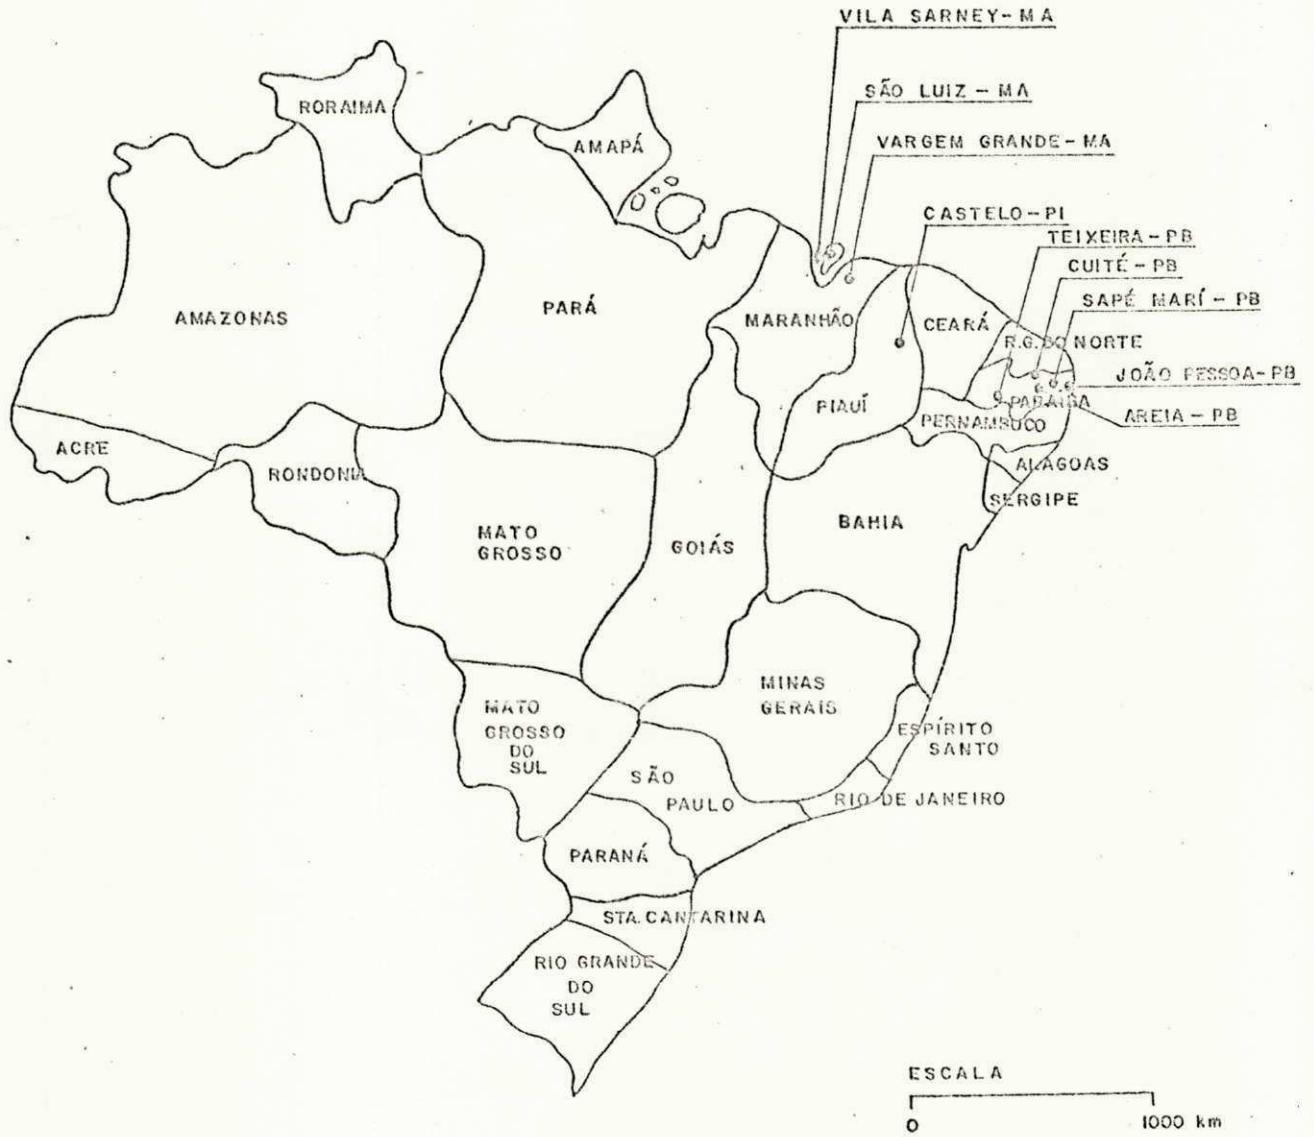 VILA SARNEY - MA
SÃO LUIZ - MA
VARGEM GRANDE - MA
CASTELO - PI
TEIXEIRA - PB
CUITÉ - PB
SAPÉ MARÍ - PB
JOÃO PESSOA - PB
AREIA - PB
RORAIMA
AMAPÁ
AMAZONAS
PARÁ
MARANHÃO
CEARÁ
R.G. DO NORTE
PARAÍBA
PIAUÍ
PERNAMBUCO
ALAGOAS
SERGIPE
ACRE
RONDONIA
MATO
GROSSO
GOIÁS
BAHIA
MINAS
GERAIS
MATO
GROSSO
DO
SUL
ESPÍRITO
SANTO
SÃO
PAULO
RIO DE JANEIRO
PARANÁ
STA. CANTARINA
RIO GRANDE
DO
SUL
ESCALA
0 1000 km